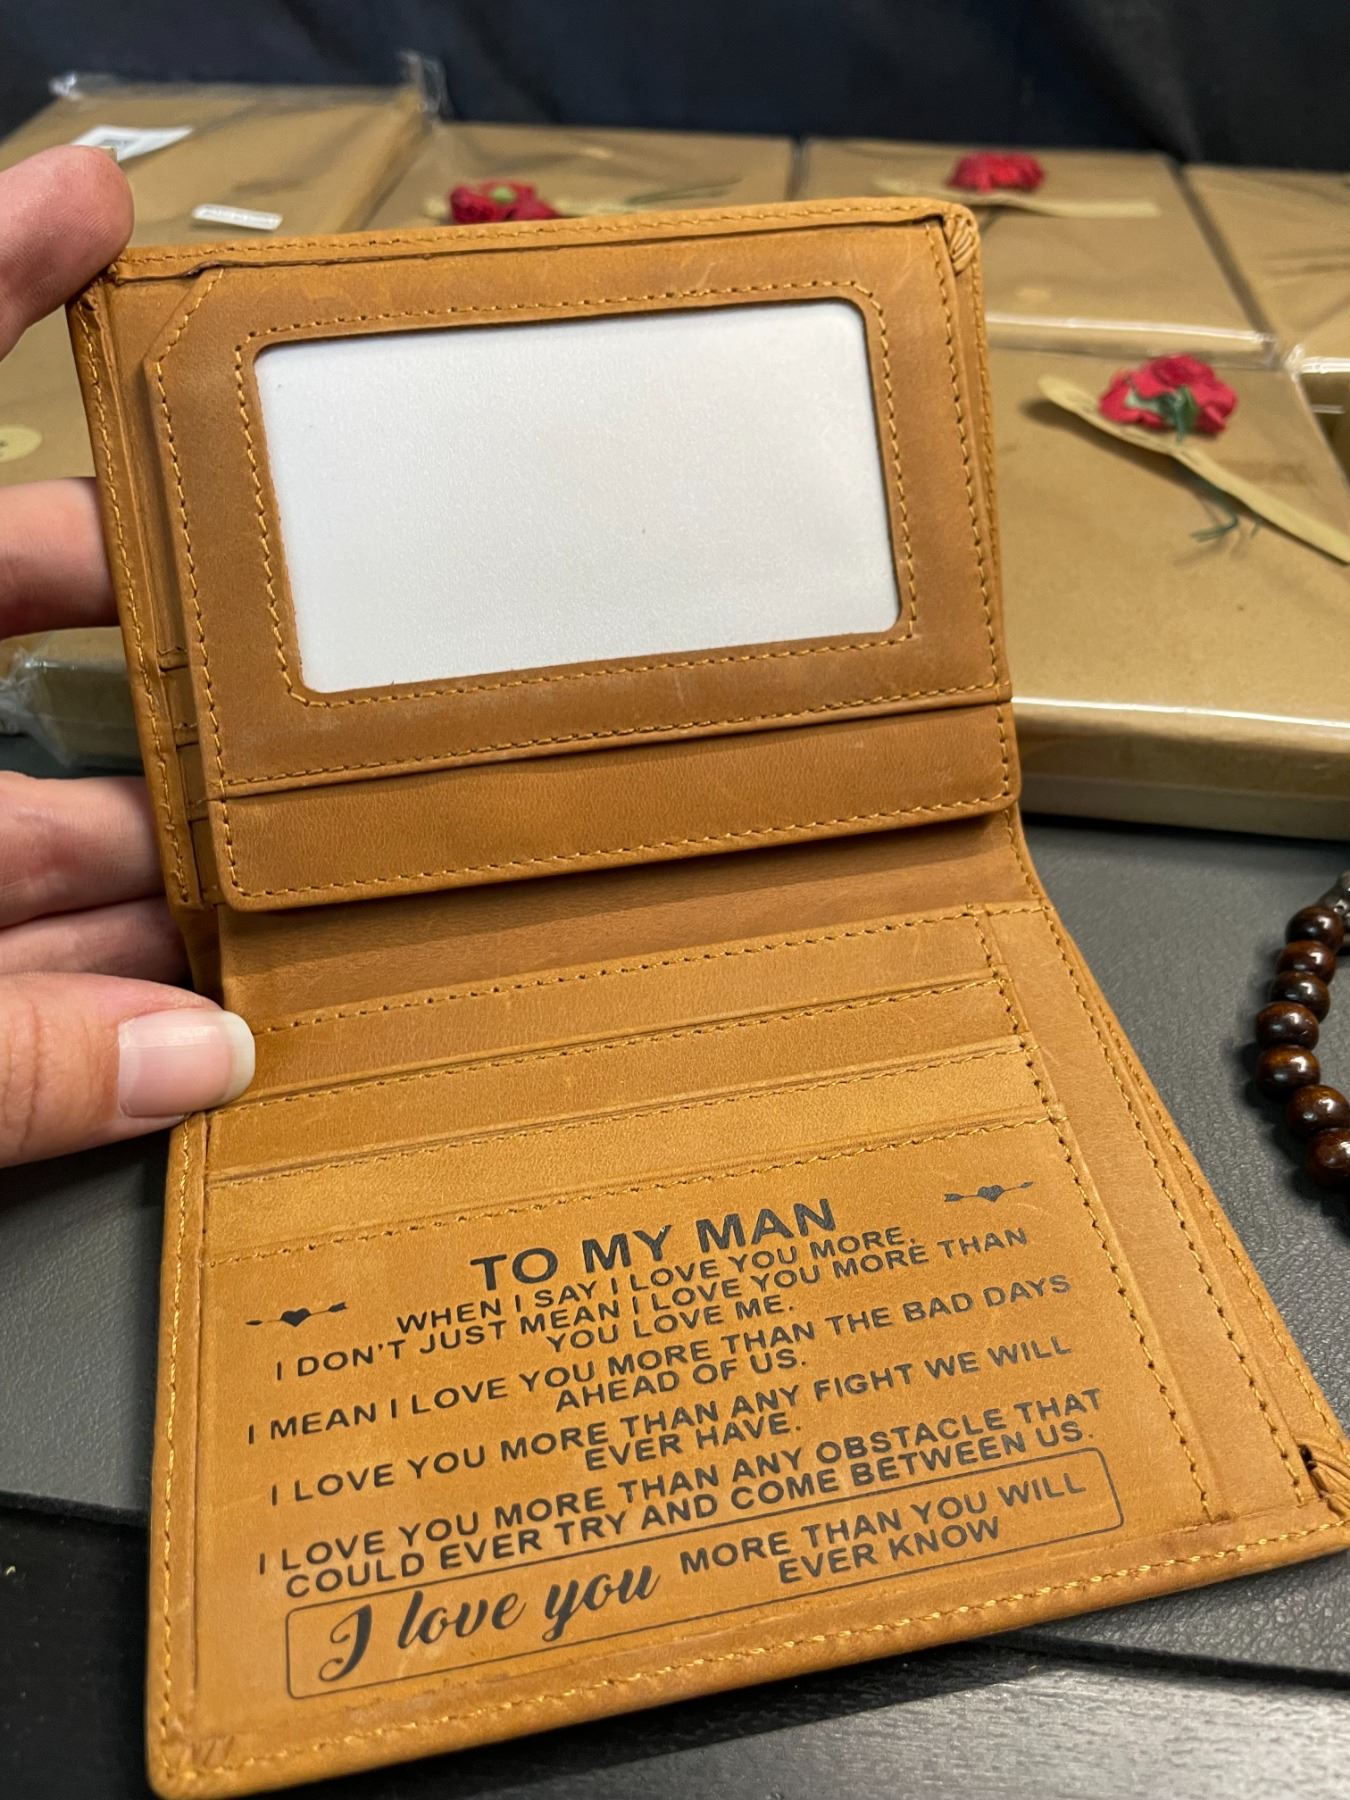 TO MY MAN
WHEN I SAY I LOVE YOU MORE,
I DON'T JUST MEAN I LOVE YOU MORE THAN
YOU LOVE ME.
I MEAN I LOVE YOU MORE THAN THE BAD DAYS
AHEAD OF US.
I LOVE YOU MORE THAN ANY FIGHT WE WILL
EVER HAVE.
I LOVE YOU MORE THAN ANY OBSTACLE THAT
COULD EVER TRY AND COME BETWEEN US.
I love you MORE THAN YOU WILL
EVER KNOW